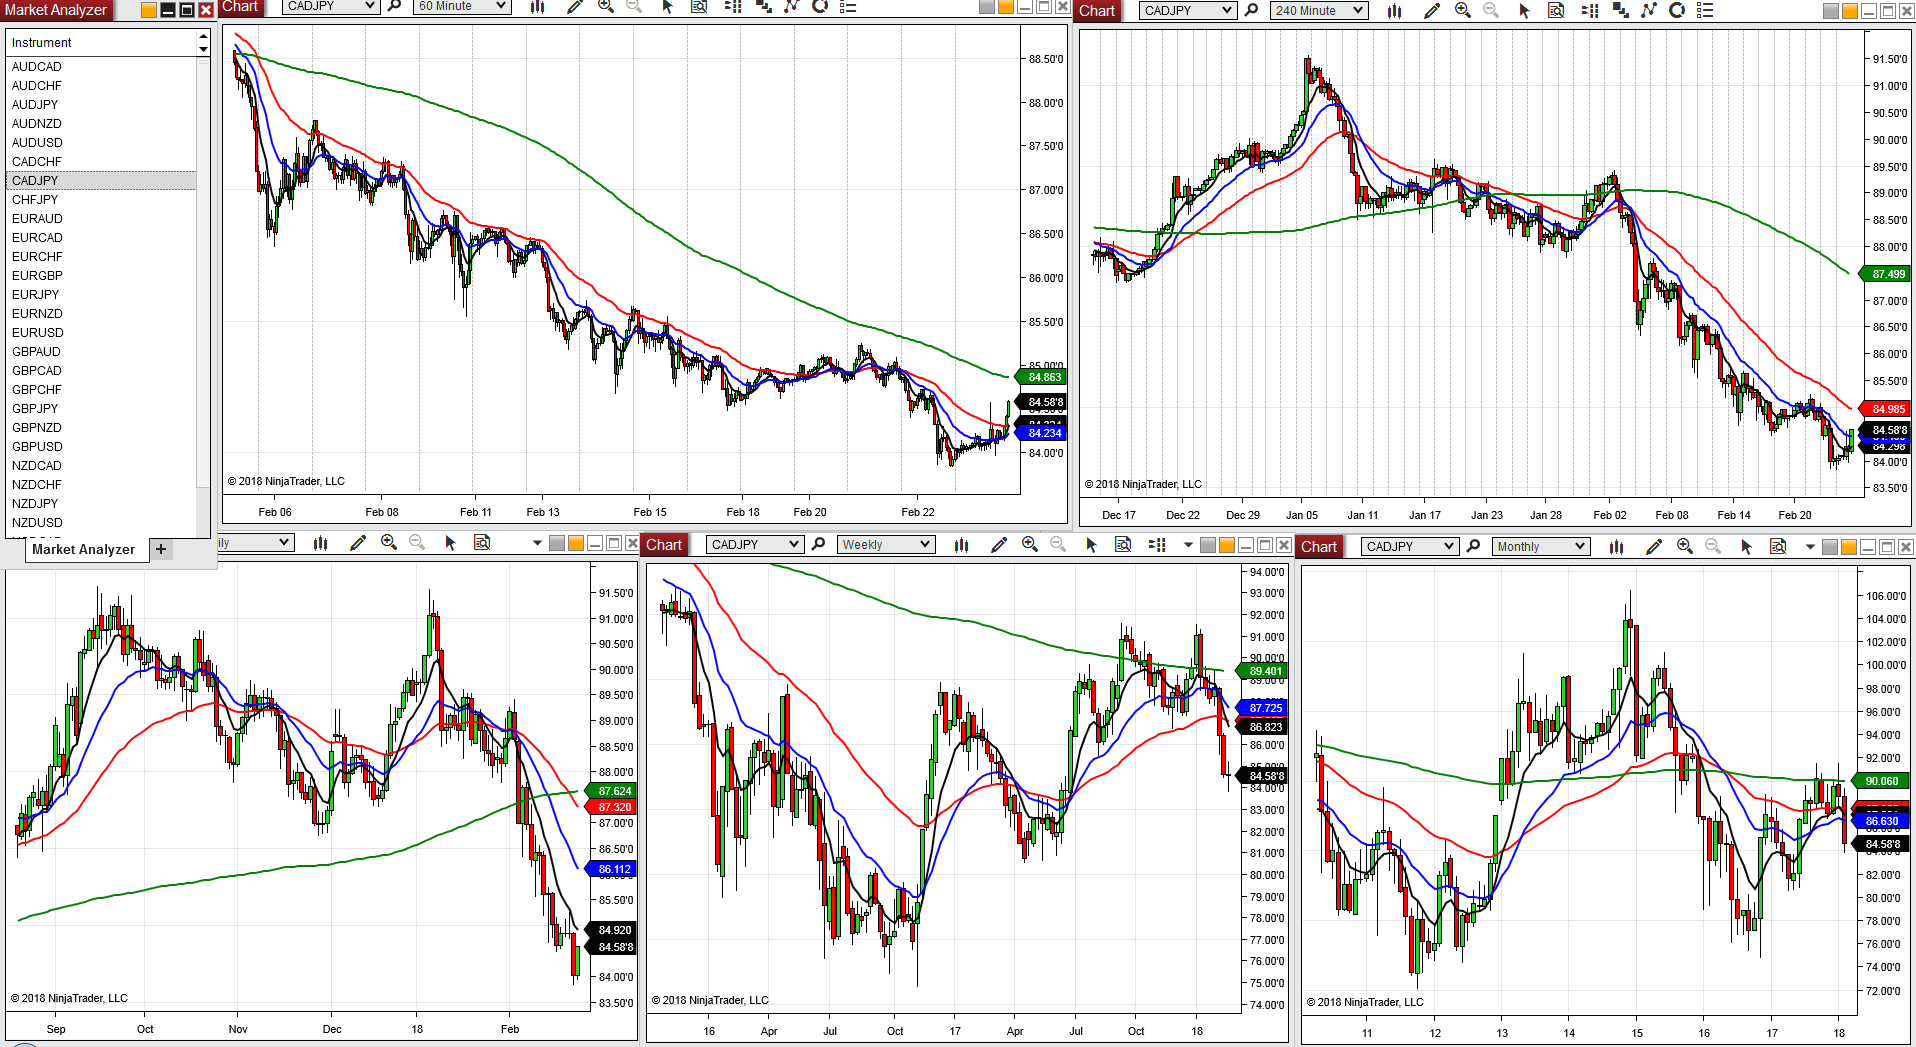 Market Analyzer
Instrument
AUDCAD
AUDCHF
AUDJPY
AUDNZD
AUDUSD
CADCHF
CADJPY
CHFJPY
EURAUD
EURCAD
EURCHF
EURGBP
EURJPY
EURNZD
EURUSD
GBPAUD
GBPCAD
GBPCHF
GBPJPY
GBPNZD
GBPUSD
NZDCAD
NZDCHF
NZDJPY
NZDUSD
Market Analyzer +
Chart CADJPY 60 Minute
88.50'0
88.00'0
87.50'0
87.00'0
86.50'0
86.00'0
85.50'0
85.00'0
84.863
84.58'8
84.234
84.00'0
© 2018 NinjaTrader, LLC
Feb 06 Feb 08 Feb 11 Feb 13 Feb 15 Feb 18 Feb 20 Feb 22
Chart CADJPY 240 Minute
91.50'0
91.00'0
90.50'0
90.00'0
89.50'0
89.00'0
88.50'0
88.00'0
87.499
87.00'0
86.50'0
86.00'0
85.50'0
84.985
84.58'8
84.298
84.00'0
83.50'0
© 2018 NinjaTrader, LLC
Dec 17 Dec 22 Dec 29 Jan 05 Jan 11 Jan 17 Jan 23 Jan 28 Feb 02 Feb 08 Feb 14 Feb 20
ily
91.50'0
91.00'0
90.50'0
90.00'0
89.50'0
89.00'0
88.50'0
88.00'0
87.624
87.320
87.00'0
86.50'0
86.112
85.50'0
84.920
84.58'8
84.00'0
83.50'0
© 2018 NinjaTrader, LLC
Sep Oct Nov Dec 18 Feb
Chart CADJPY Weekly
94.00'0
93.00'0
92.00'0
91.00'0
90.00'0
89.401
89.00'0
87.725
86.823
86.00'0
84.58'8
83.00'0
82.00'0
81.00'0
80.00'0
79.00'0
78.00'0
77.00'0
76.00'0
75.00'0
74.00'0
© 2018 NinjaTrader, LLC
16 Apr Jul Oct 17 Apr Jul Oct 18
Chart CADJPY Monthly
106.00'0
104.00'0
102.00'0
100.00'0
98.00'0
96.00'0
94.00'0
92.00'0
90.060
86.630
84.58'8
82.00'0
80.00'0
78.00'0
76.00'0
74.00'0
72.00'0
© 2018 NinjaTrader, LLC
11 12 13 14 15 16 17 18